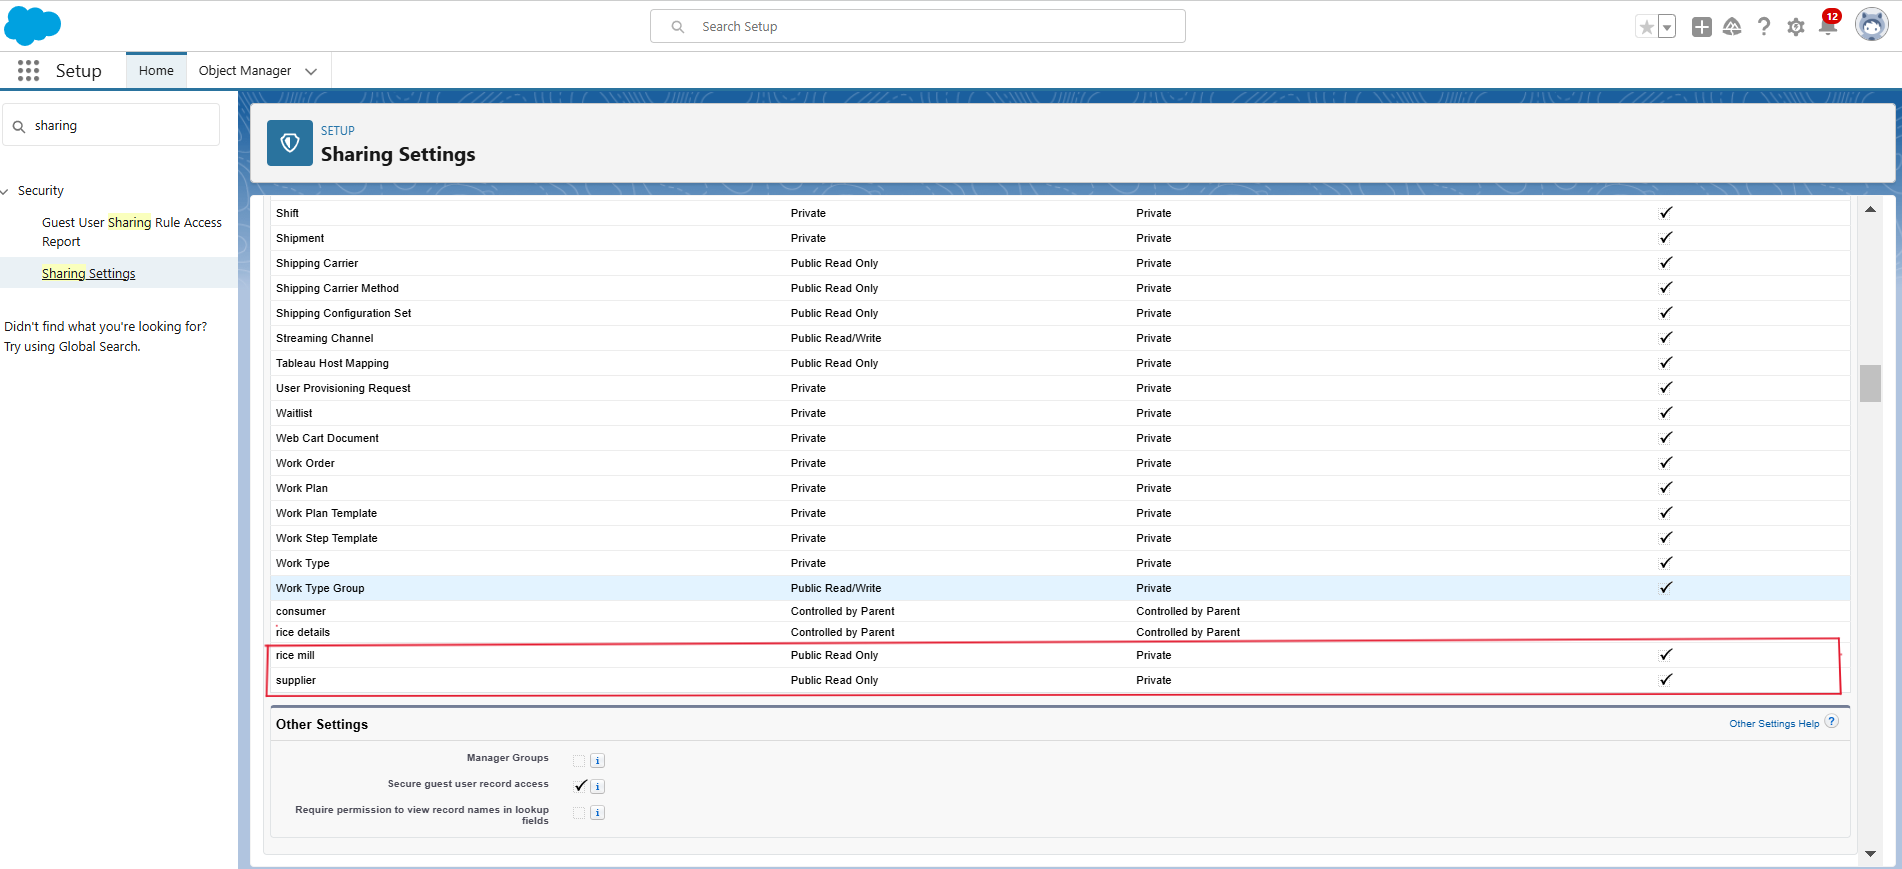 Search Setup
12
Setup
Home
Object Manager
sharing
Security
Guest User Sharing Rule Access
Report
Sharing Settings
Didn't find what you're looking for?
Try using Global Search.
SETUP
Sharing Settings
Shift Private Private
Shipment Private Private
Shipping Carrier Public Read Only Private
Shipping Carrier Method Public Read Only Private
Shipping Configuration Set Public Read Only Private
Streaming Channel Public Read/Write Private
Tableau Host Mapping Public Read Only Private
User Provisioning Request Private Private
Waitlist Private Private
Web Cart Document Private Private
Work Order Private Private
Work Plan Private Private
Work Plan Template Private Private
Work Step Template Private Private
Work Type Private Private
Work Type Group Public Read/Write Private
consumer Controlled by Parent Controlled by Parent
rice details Controlled by Parent Controlled by Parent
rice mill Public Read Only Private
supplier Public Read Only Private
Other Settings
Other Settings Help ?
Manager Groups i
Secure guest user record access i
Require permission to view record names in lookup i
fields